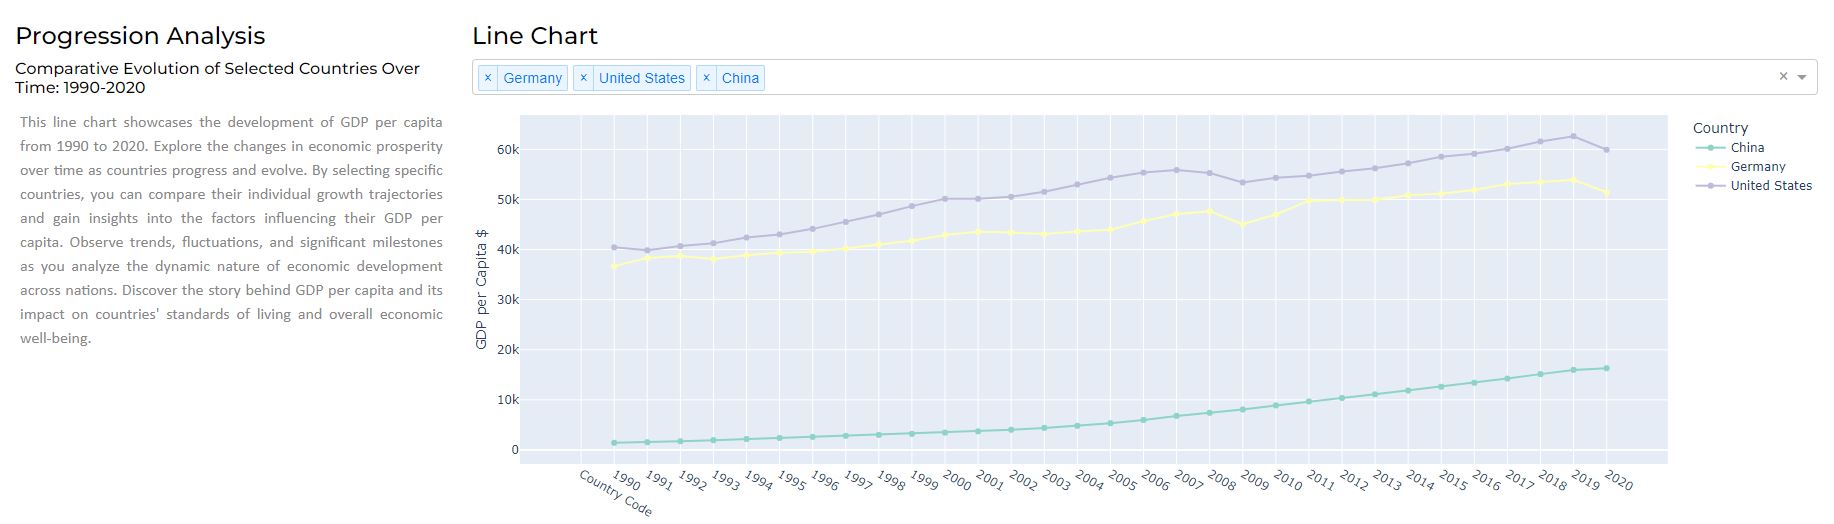 Progression Analysis
Comparative Evolution of Selected Countries Over
Time: 1990-2020
This line chart showcases the development of GDP per capita
from 1990 to 2020. Explore the changes in economic prosperity
over time as countries progress and evolve. By selecting specific
countries, you can compare their individual growth trajectories
and gain insights into the factors influencing their GDP per
capita. Observe trends, fluctuations, and significant milestones
as you analyze the dynamic nature of economic development
across nations. Discover the story behind GDP per capita and its
impact on countries' standards of living and overall economic
well-being.
Line Chart
× Germany × United States × China ×
GDP per Capita $
60k
50k
40k
30k
20k
10k
0
Country Code 1990 1991 1992 1993 1994 1995 1996 1997 1998 1999 2000 2001 2002 2003 2004 2005 2006 2007 2008 2009 2010 2011 2012 2013 2014 2015 2016 2017 2018 2019 2020
Country
China
Germany
United States